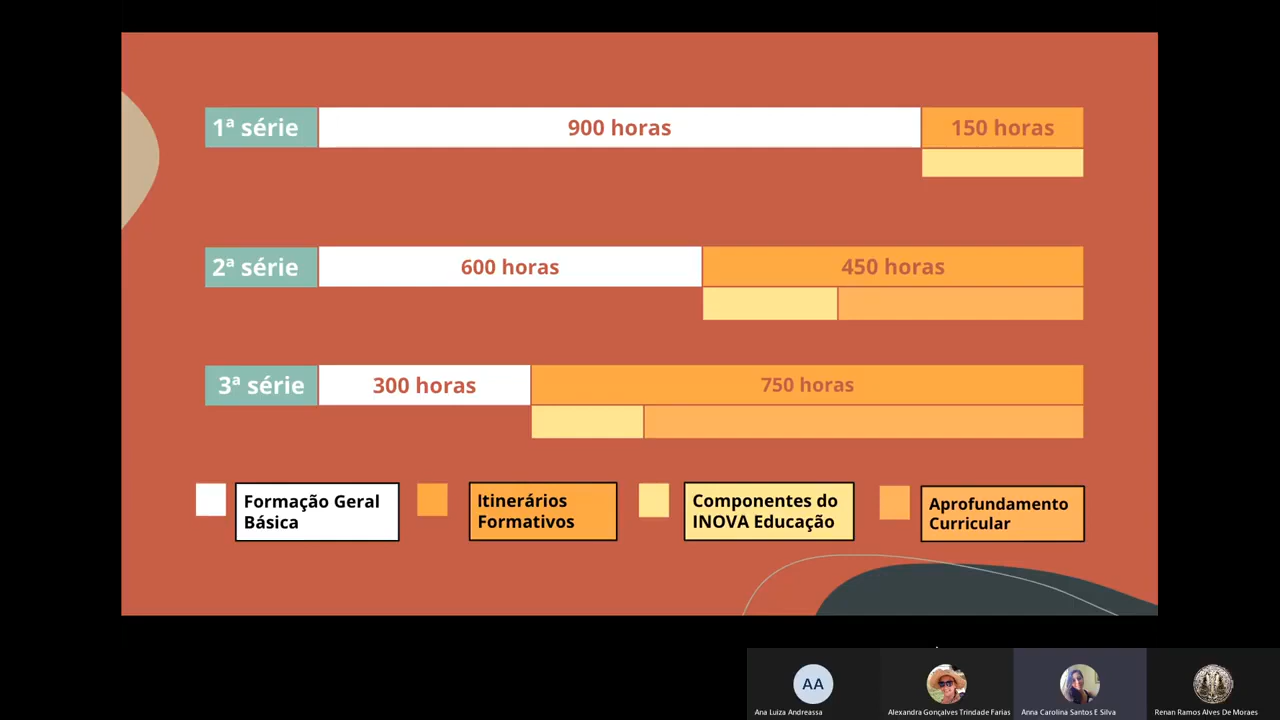 1ª série
900 horas
150 horas
2ª série
600 horas
450 horas
3ª série
300 horas
750 horas
Formação Geral
Básica
Itinerários
Formativos
Componentes do
INOVA Educação
Aprofundamento
Curricular
AA
Ana Luiza Andreassa
Alexandra Gonçalves Trindade Farias
Anna Carolina Santos E Silva
Renan Ramos Alves De Moraes